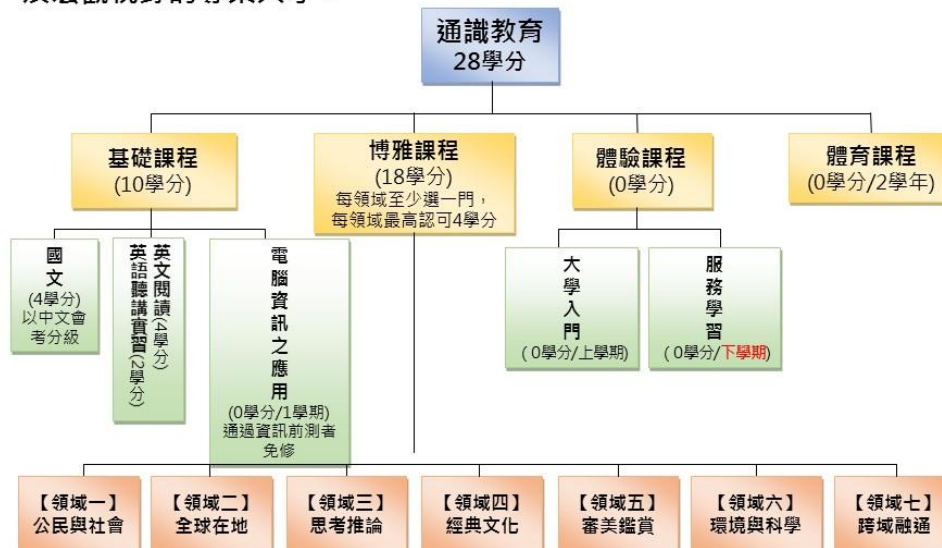 通識教育
28學分
基礎課程
(10學分)
博雅課程
(18學分)
每領域至少選一門，
每領域最高認可4學分
體驗課程
(0學分)
體育課程
(0學分/2學年)
國
文
(4學分)
以中文會
考分級
英文閱讀(4學分)
英語聽講實習(2學分)
電
腦
資
訊
之
應
用
(0學分/1學期)
通過資訊前測者
免修
大
學
入
門
( 0學分/上學期)
服
務
學
習
( 0學分/下學期)
【領域一】
公民與社會
【領域二】
全球在地
【領域三】
思考推論
【領域四】
經典文化
【領域五】
審美鑑賞
【領域六】
環境與科學
【領域七】
跨域融通